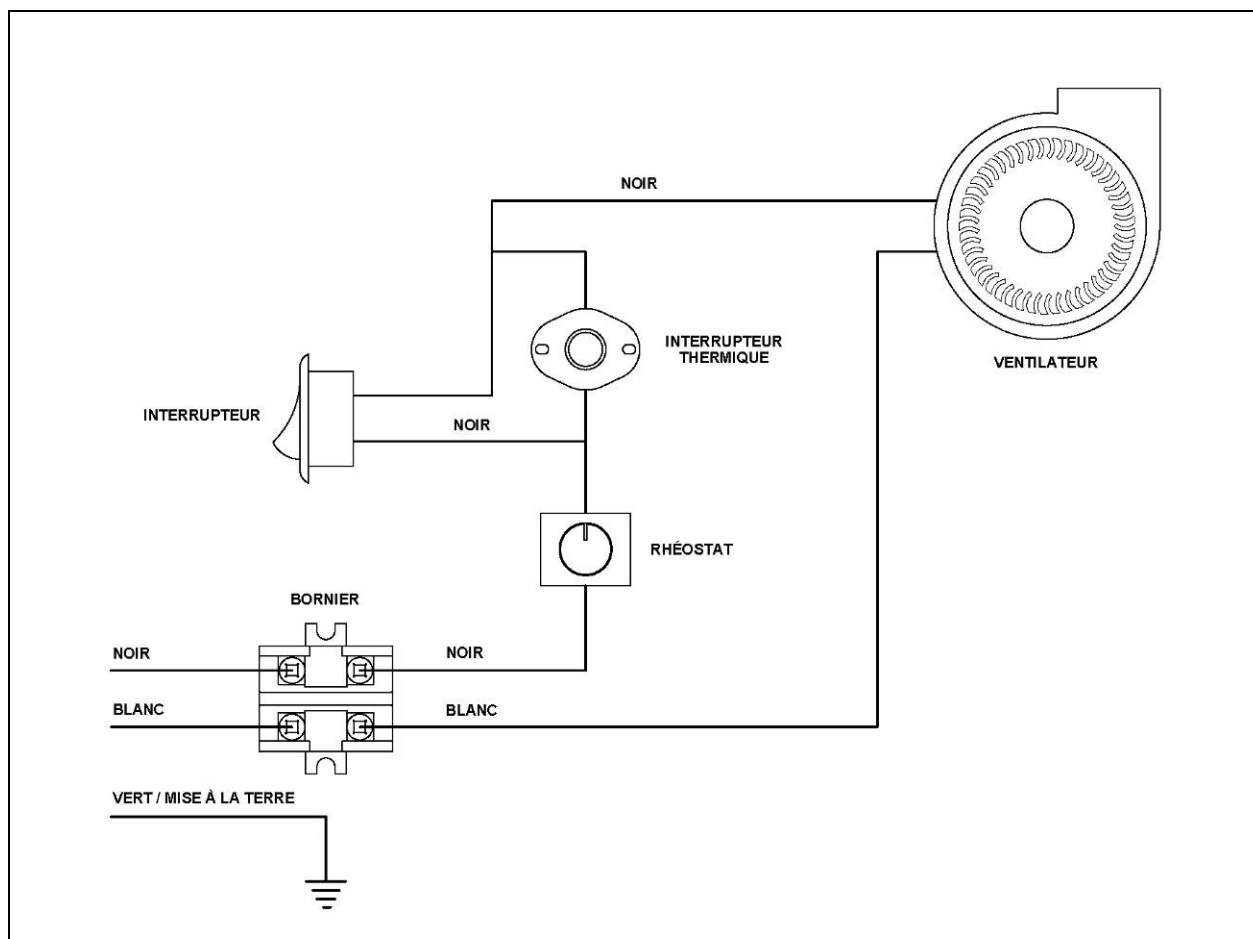 NOIR
INTERRUPTEUR
THERMIQUE
VENTILATEUR
INTERRUPTEUR
NOIR
RHÉOSTAT
BORNIER
NOIR
NOIR
BLANC
BLANC
VERT / MISE À LA TERRE